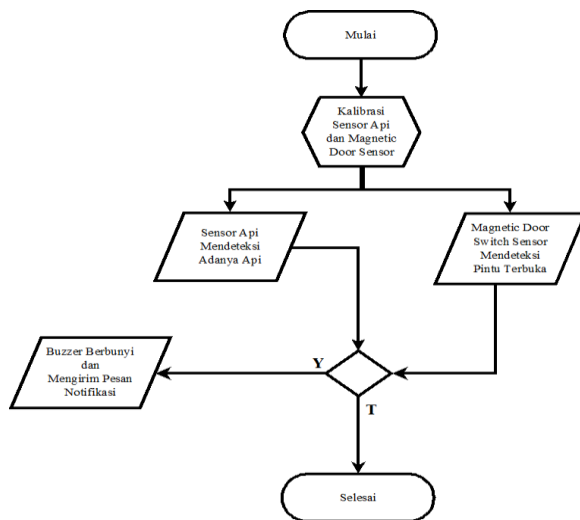 Mulai
Kalibrasi
Sensor Api
dan Magnetic
Door Sensor
Sensor Api
Mendeteksi
Adanya Api
Magnetic Door
Switch Sensor
Mendeteksi
Pintu Terbuka
Buzzer Berbunyi
dan
Mengirim Pesan
Notifikasi
Y
T
Selesai